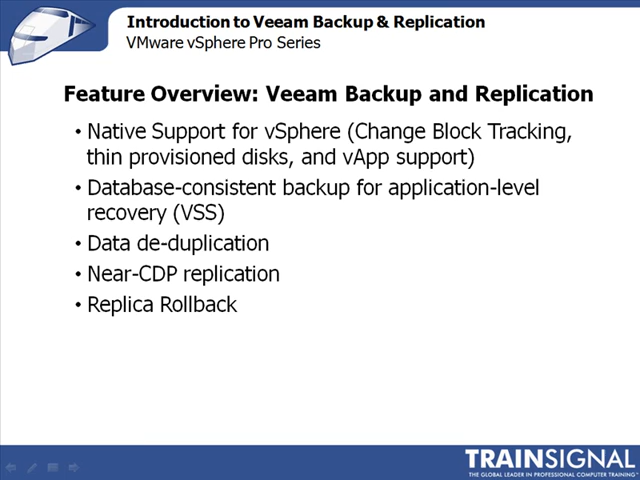 Introduction to Veeam Backup & Replication
VMware vSphere Pro Series
Feature Overview: Veeam Backup and Replication
• Native Support for vSphere (Change Block Tracking,
thin provisioned disks, and vApp support)
• Database-consistent backup for application-level
recovery (VSS)
• Data de-duplication
• Near-CDP replication
• Replica Rollback
TRAINSIGNAL
THE GLOBAL LEADER IN PROFESSIONAL COMPUTER TRAINING